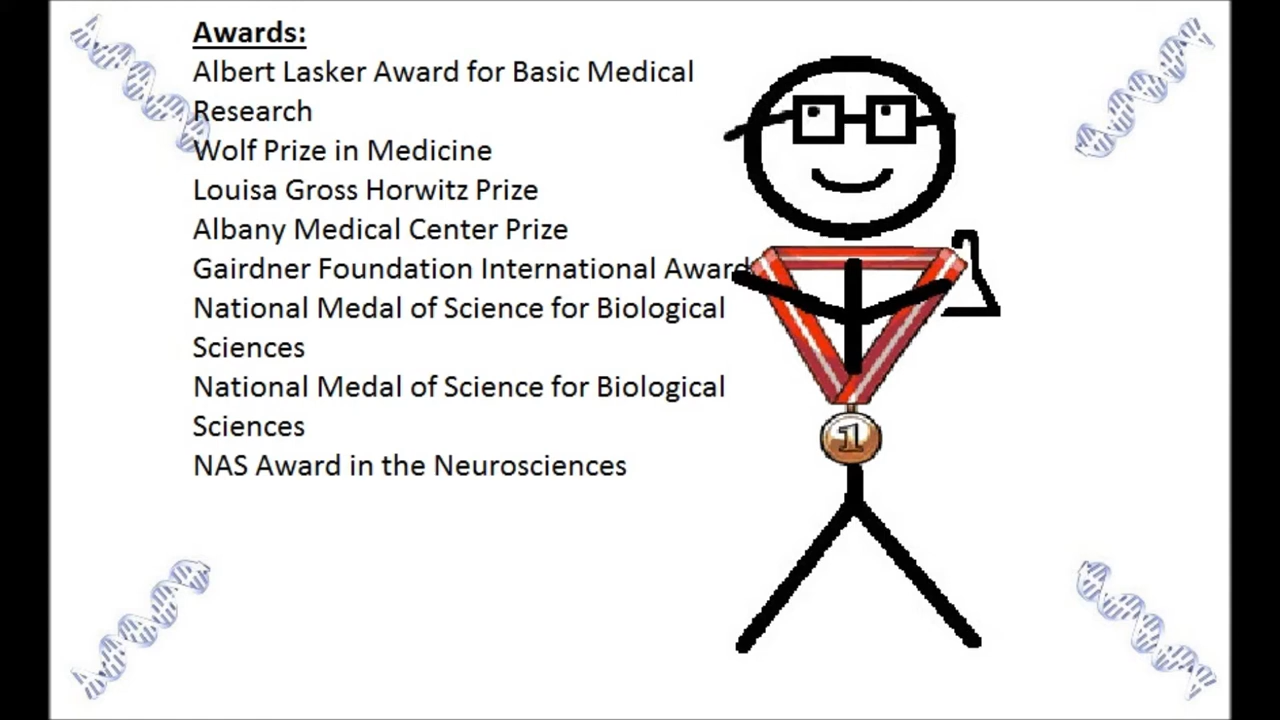 Awards:
Albert Lasker Award for Basic Medical
Research
Wolf Prize in Medicine
Louisa Gross Horwitz Prize
Albany Medical Center Prize
Gairdner Foundation International Award
National Medal of Science for Biological
Sciences
National Medal of Science for Biological
Sciences
NAS Award in the Neurosciences
1